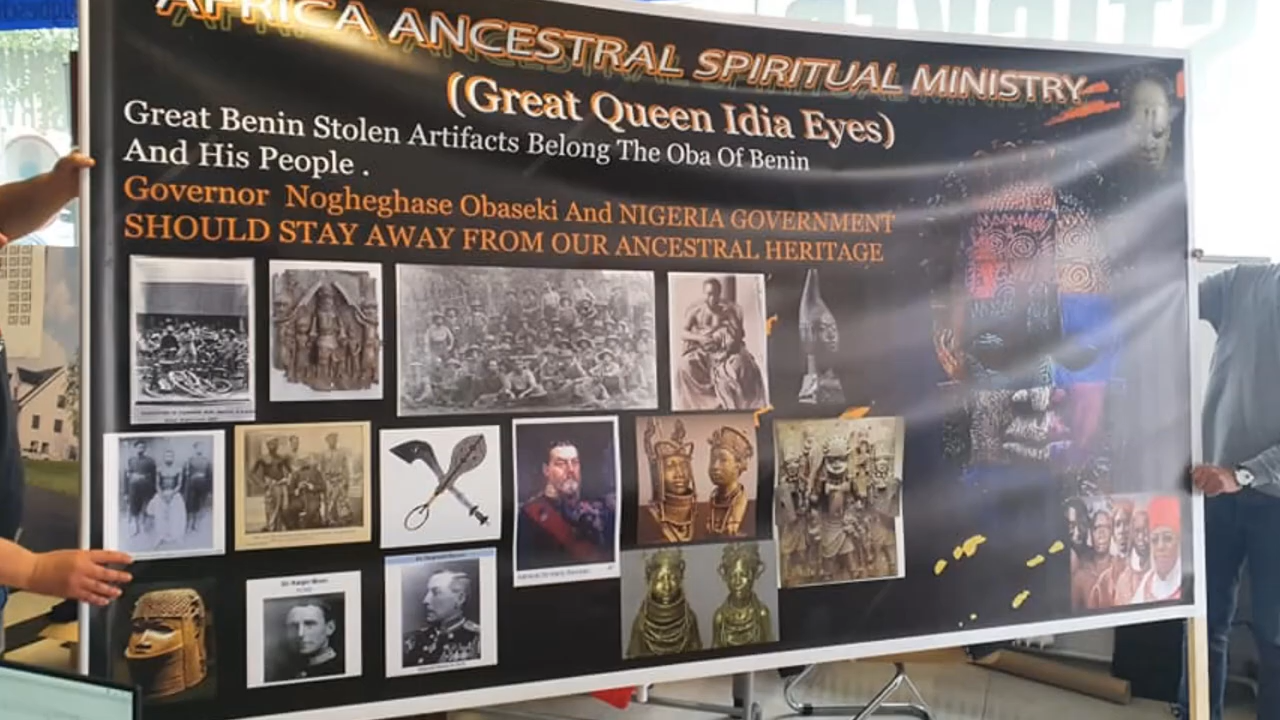 AFRICA ANCESTRAL SPIRITUAL MINISTRY
(Great Queen Idia Eyes)
Great Benin Stolen Artifacts Belong The Oba Of Benin
And His People .
Governor Nogheghase Obaseki And NIGERIA GOVERNMENT
SHOULD STAY AWAY FROM OUR ANCESTRAL HERITAGE